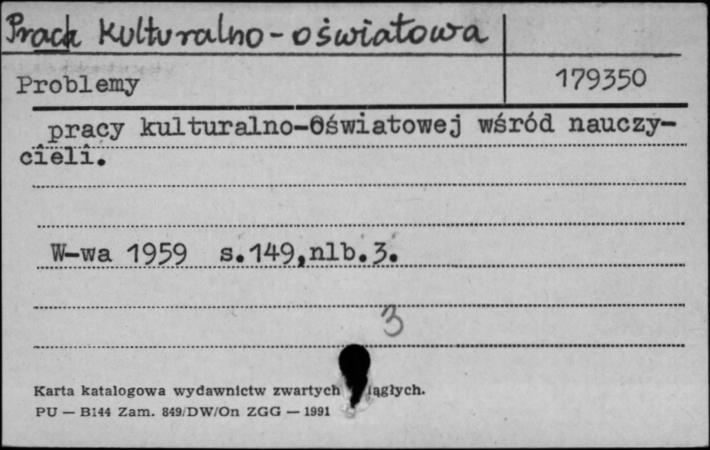 Praca kulturalno-oświatowa
Problemy
179350
pracy kulturalno-oświatowej wśród nauczy-
cieli.
W-wa 1959 s.149,nlb.3.
3
Karta katalogowa wydawnictw zwartych iągłych.
PU — B144 Zam. 849/DW/On ZGG — 1991